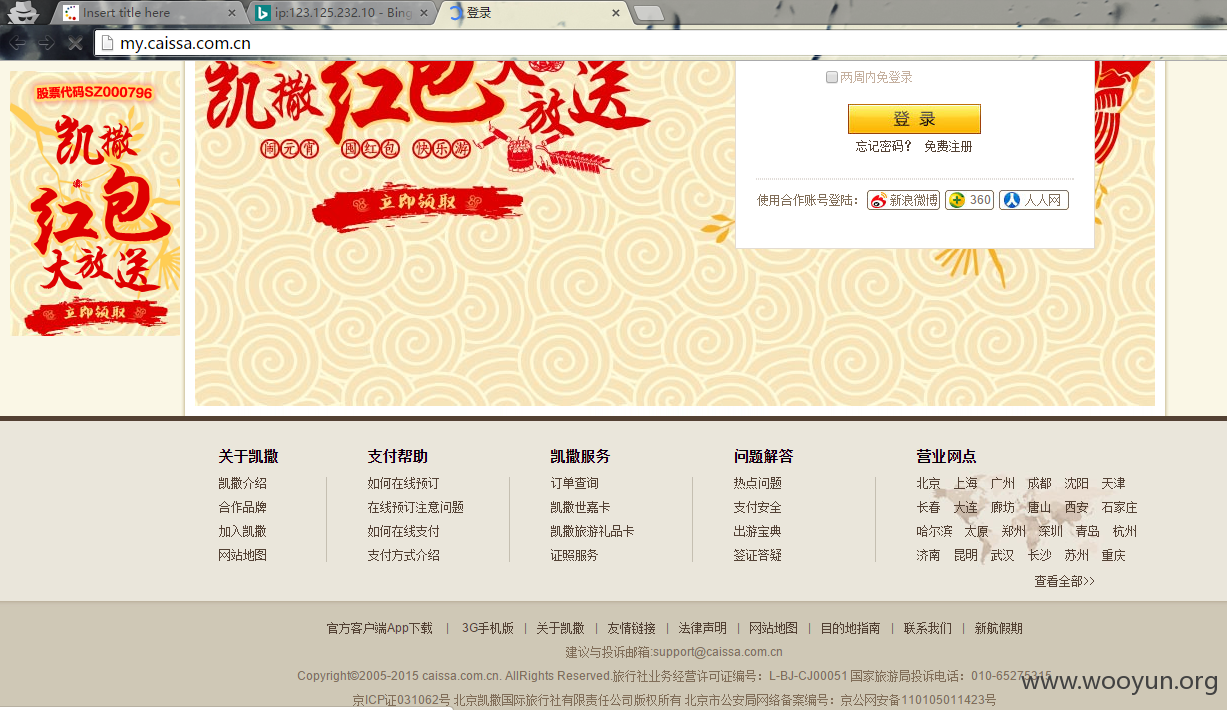 Insert title here
ip:123.125.232.10 - Bing
登录
my.caissa.com.cn
股票代码SZ000796
凯撒
红包
大放送
立即领取
凯撒红包大放送
闹元宵 囤红包 快乐游
立即领取
两周内免登录
登 录
忘记密码? 免费注册
使用合作账号登陆: 新浪微博 360 人人网
关于凯撒 支付帮助 凯撒服务 问题解答 营业网点
凯撒介绍 如何在线预订 订单查询 热点问题 北京 上海 广州 成都 沈阳 天津
合作品牌 在线预订注意问题 凯撒世嘉卡 支付安全 长春 大连 廊坊 唐山 西安 石家庄
加入凯撒 如何在线支付 凯撒旅游礼品卡 出游宝典 哈尔滨 太原 郑州 深圳 青岛 杭州
网站地图 支付方式介绍 证照服务 签证答疑 济南 昆明 武汉 长沙 苏州 重庆
查看全部>>
官方客户端App下载 | 3G手机版 | 关于凯撒 | 友情链接 | 法律声明 | 网站地图 | 目的地指南 | 联系我们 | 新航假期
建议与投诉邮箱:support@caissa.com.cn
Copyright©2005-2015 caissa.com.cn. AllRights Reserved.旅行社业务经营许可证编号: L-BJ-CJ00051 国家旅游局投诉电话: 010-65275315
www.wooyun.org
京ICP证031062号 北京凯撒国际旅行社有限责任公司版权所有 北京市公安局网络备案编号: 京公网安备110105011423号